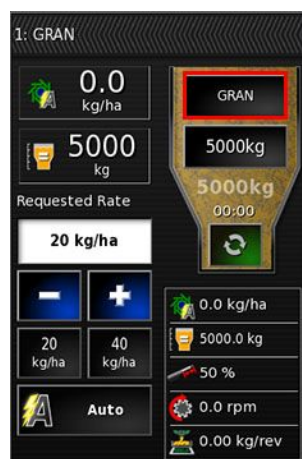 1: GRAN
0.0
kg/ha
5000
kg
Requested Rate
20 kg/ha
20
kg/ha
40
kg/ha
Auto
GRAN
5000kg
5000kg
00:00
0.0 kg/ha
5000.0 kg
50 %
0.0 rpm
0.00 kg/rev